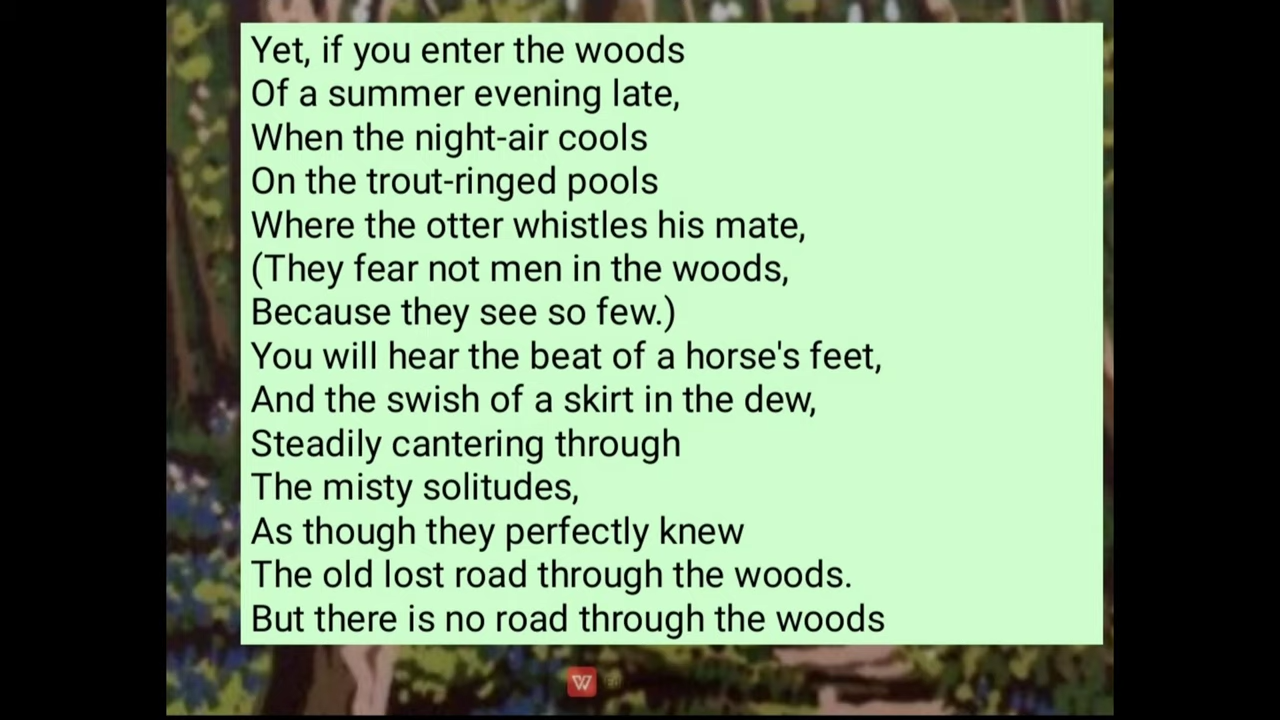 Yet, if you enter the woods
Of a summer evening late,
When the night-air cools
On the trout-ringed pools
Where the otter whistles his mate,
(They fear not men in the woods,
Because they see so few.)
You will hear the beat of a horse's feet,
And the swish of a skirt in the dew,
Steadily cantering through
The misty solitudes,
As though they perfectly knew
The old lost road through the woods.
But there is no road through the woods